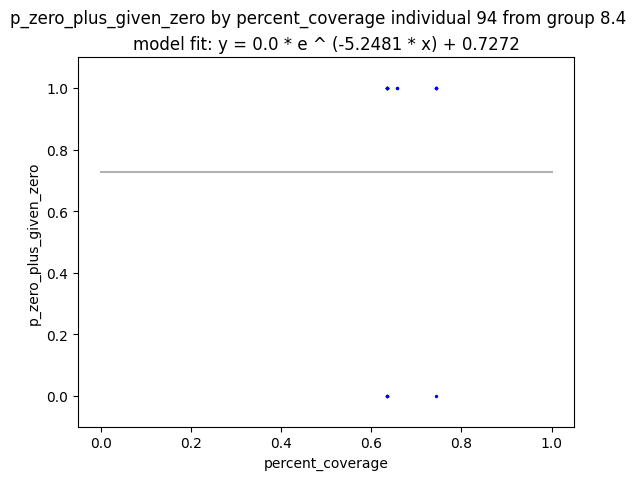 p_zero_plus_given_zero by percent_coverage individual 94 from group 8.4
model fit: y = 0.0 * e ^ (-5.2481 * x) + 0.7272
p_zero_plus_given_zero
1.0
0.8
0.6
0.4
0.2
0.0
0.0 0.2 0.4 0.6 0.8 1.0
percent_coverage